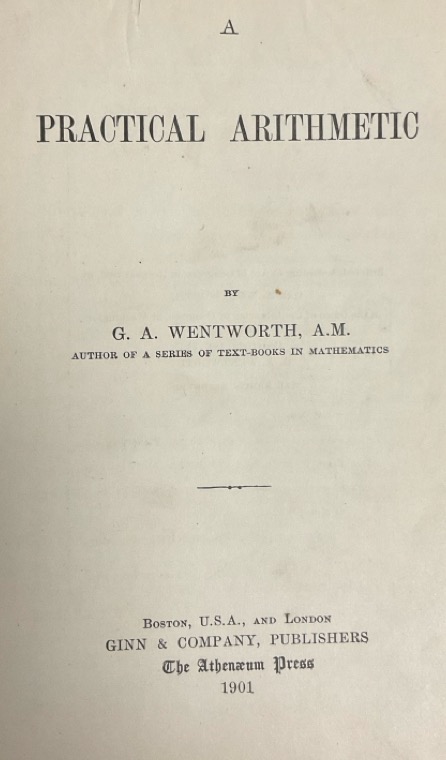 A
PRACTICAL ARITHMETIC
BY
G. A. WENTWORTH, A.M.
AUTHOR OF A SERIES OF TEXT-BOOKS IN MATHEMATICS
BOSTON, U.S.A., AND LONDON
GINN & COMPANY, PUBLISHERS
The Athenæum Press
1901